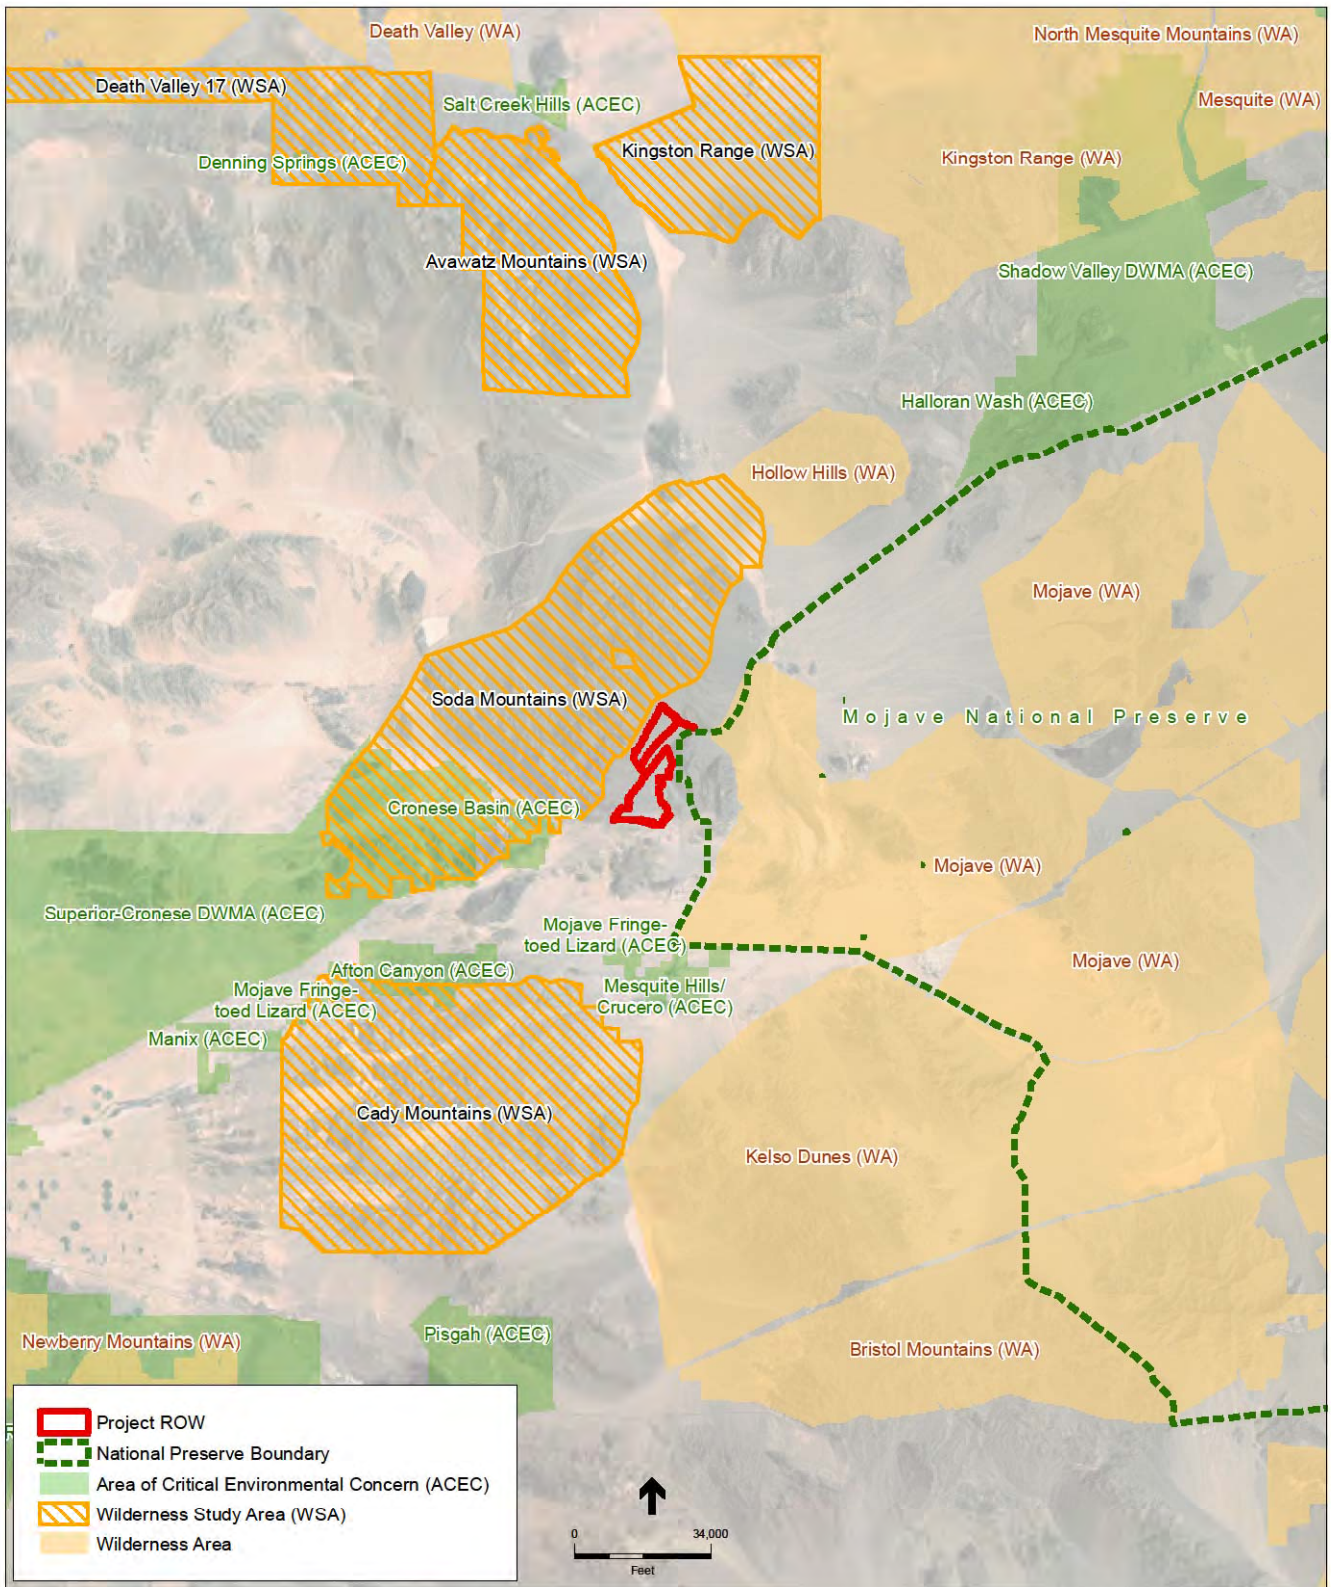 Death Valley (WA)
North Mesquite Mountains (WA)
Death Valley 17 (WSA)
Salt Creek Hills (ACEC)
Mesquite (WA)
Denning Springs (ACEC)
Kingston Range (WSA)
Kingston Range (WA)
Avawatz Mountains (WSA)
Shadow Valley DWMA (ACEC)
Halloran Wash (ACEC)
Hollow Hills (WA)
Mojave (WA)
Soda Mountains (WSA)
Mojave National Preserve
Cronese Basin (ACEC)
Mojave (WA)
Superior-Cronese DWMA (ACEC)
Mojave Fringe-
toed Lizard (ACEC)
Mojave (WA)
Afton Canyon (ACEC)
Mojave Fringe-
toed Lizard (ACEC)
Mesquite Hills/
Crucero (ACEC)
Manix (ACEC)
Cady Mountains (WSA)
Kelso Dunes (WA)
Newberry Mountains (WA)
Pisgah (ACEC)
Bristol Mountains (WA)
Project ROW
National Preserve Boundary
Area of Critical Environmental Concern (ACEC)
Wilderness Study Area (WSA)
Wilderness Area
0 34,000
Feet